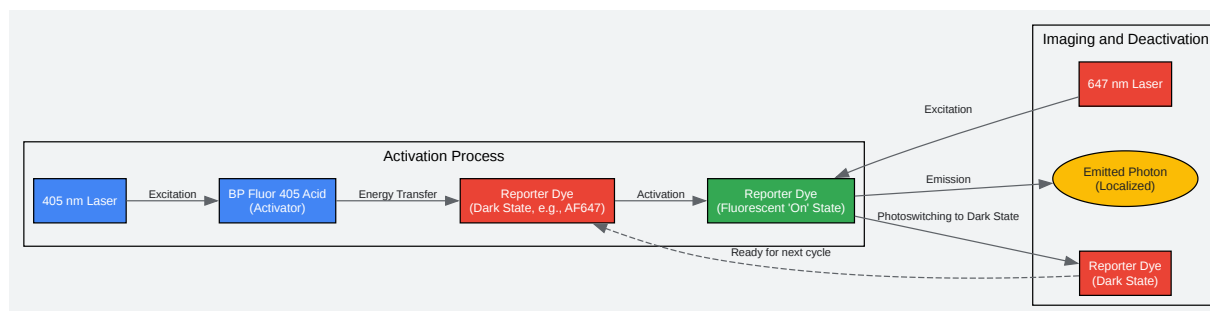 Imaging and Deactivation
647 nm Laser
Excitation
Activation Process
405 nm Laser
Excitation
BP Fluor 405 Acid
(Activator)
Energy Transfer
Reporter Dye
(Dark State, e.g., AF647)
Activation
Reporter Dye
(Fluorescent 'On' State)
Emission
Emitted Photon
(Localized)
Photoswitching to Dark State
Ready for next cycle
Reporter Dye
(Dark State)